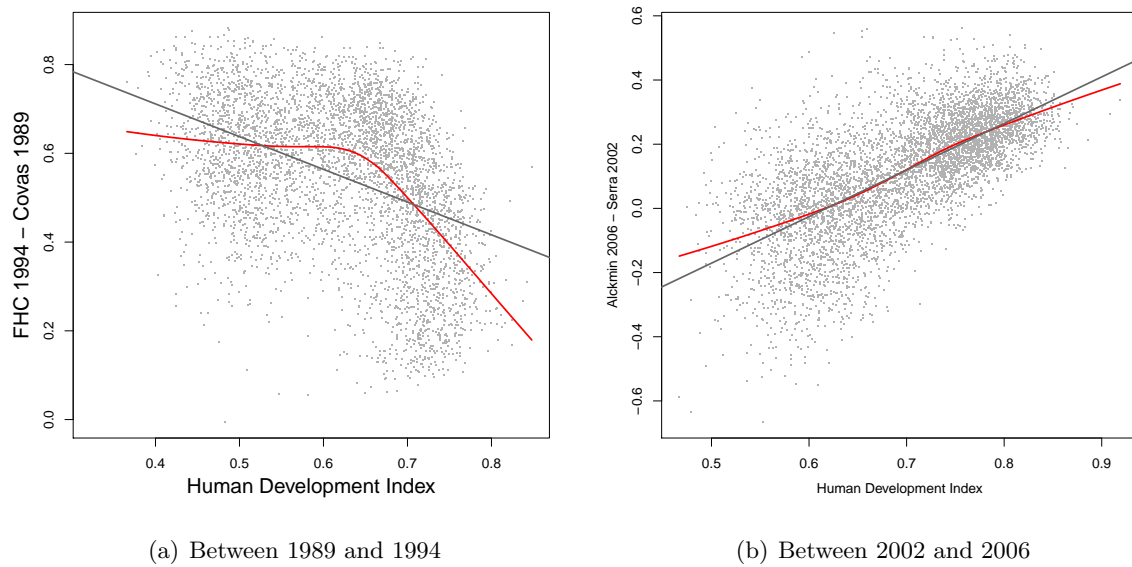 FHC 1994 − Covas 1989
0.8
0.6
0.4
0.2
0.0
0.4 0.5 0.6 0.7 0.8
Human Development Index
(a) Between 1989 and 1994
Alckmin 2006 − Serra 2002
0.6
0.4
0.2
0.0
−0.2
−0.4
−0.6
0.5 0.6 0.7 0.8 0.9
Human Development Index
(b) Between 2002 and 2006